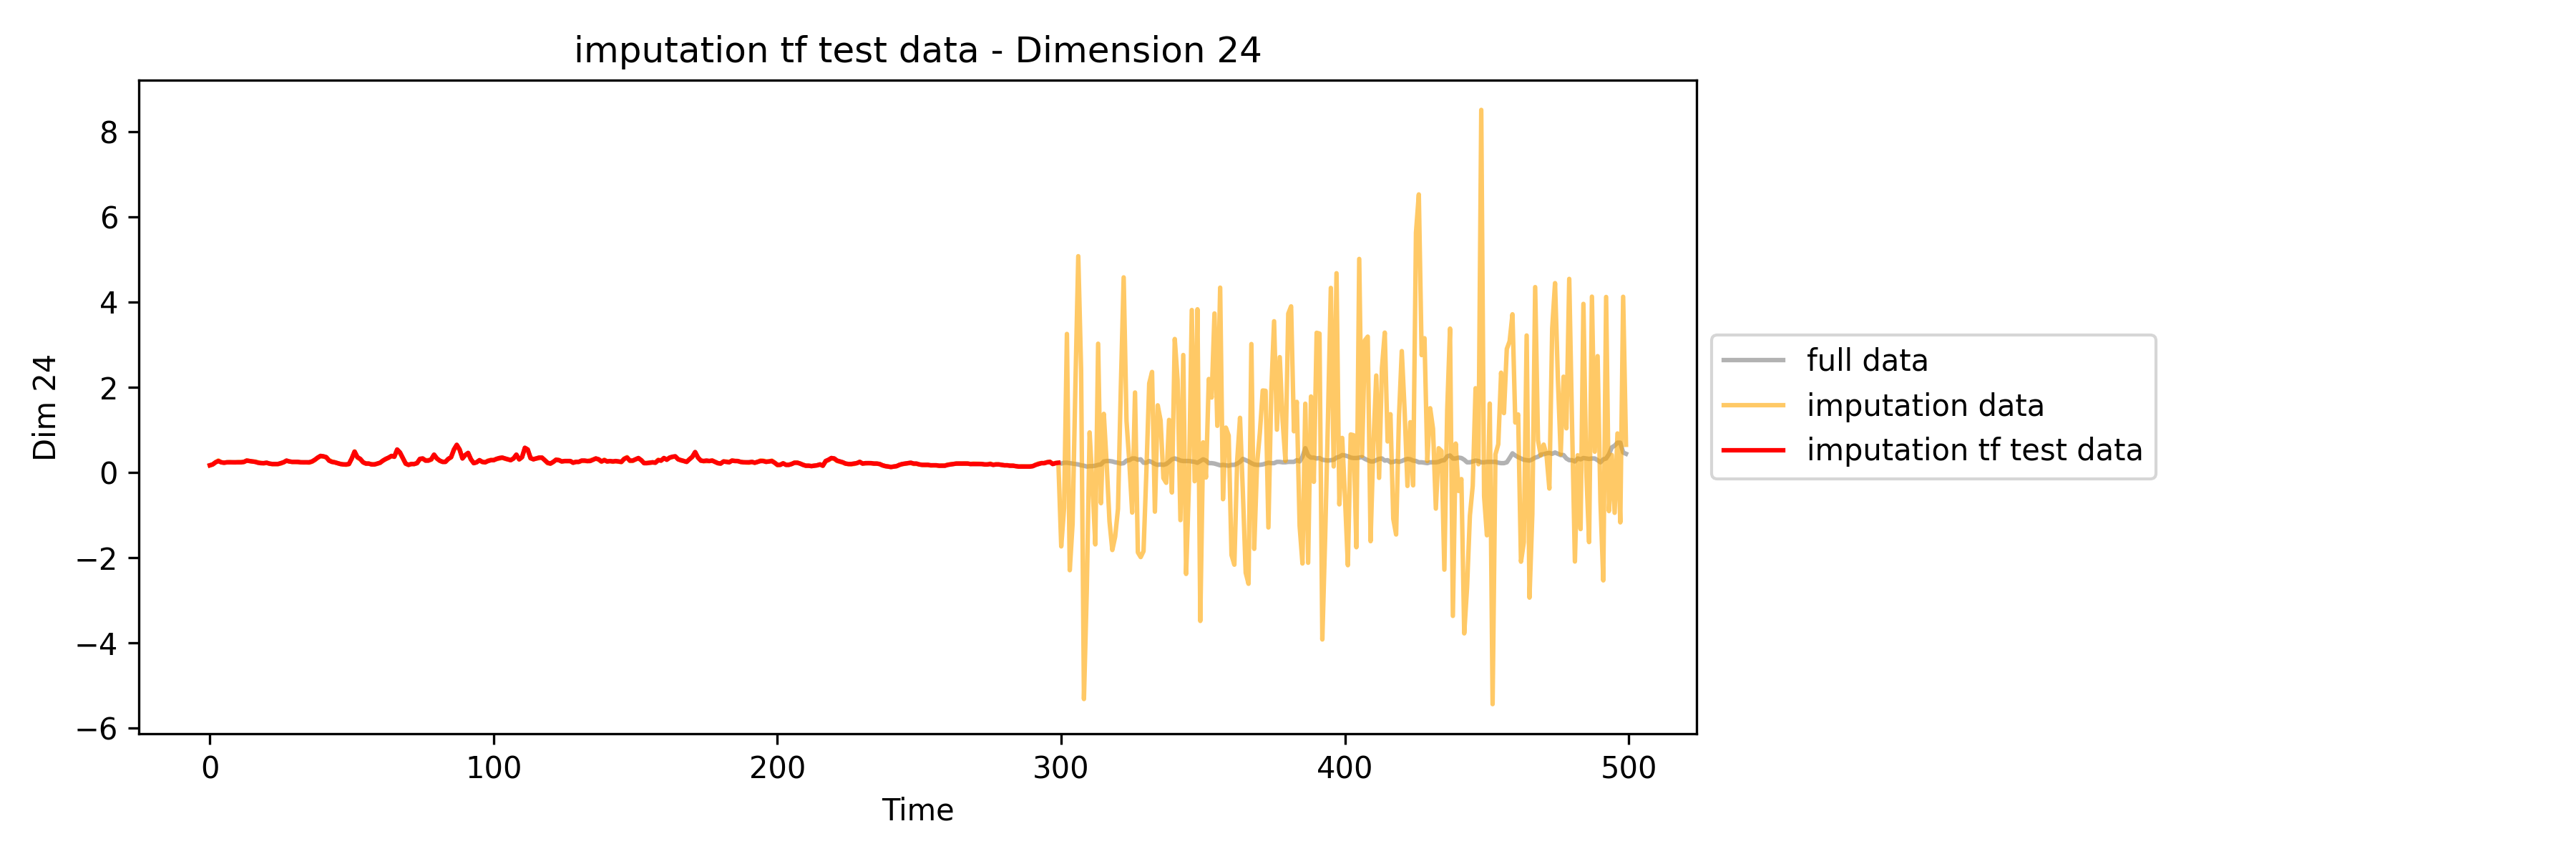 imputation tf test data - Dimension 24
8
6
4
2
0
−2
−4
−6
Dim 24
0 100 200 300 400 500
Time
full data
imputation data
imputation tf test data